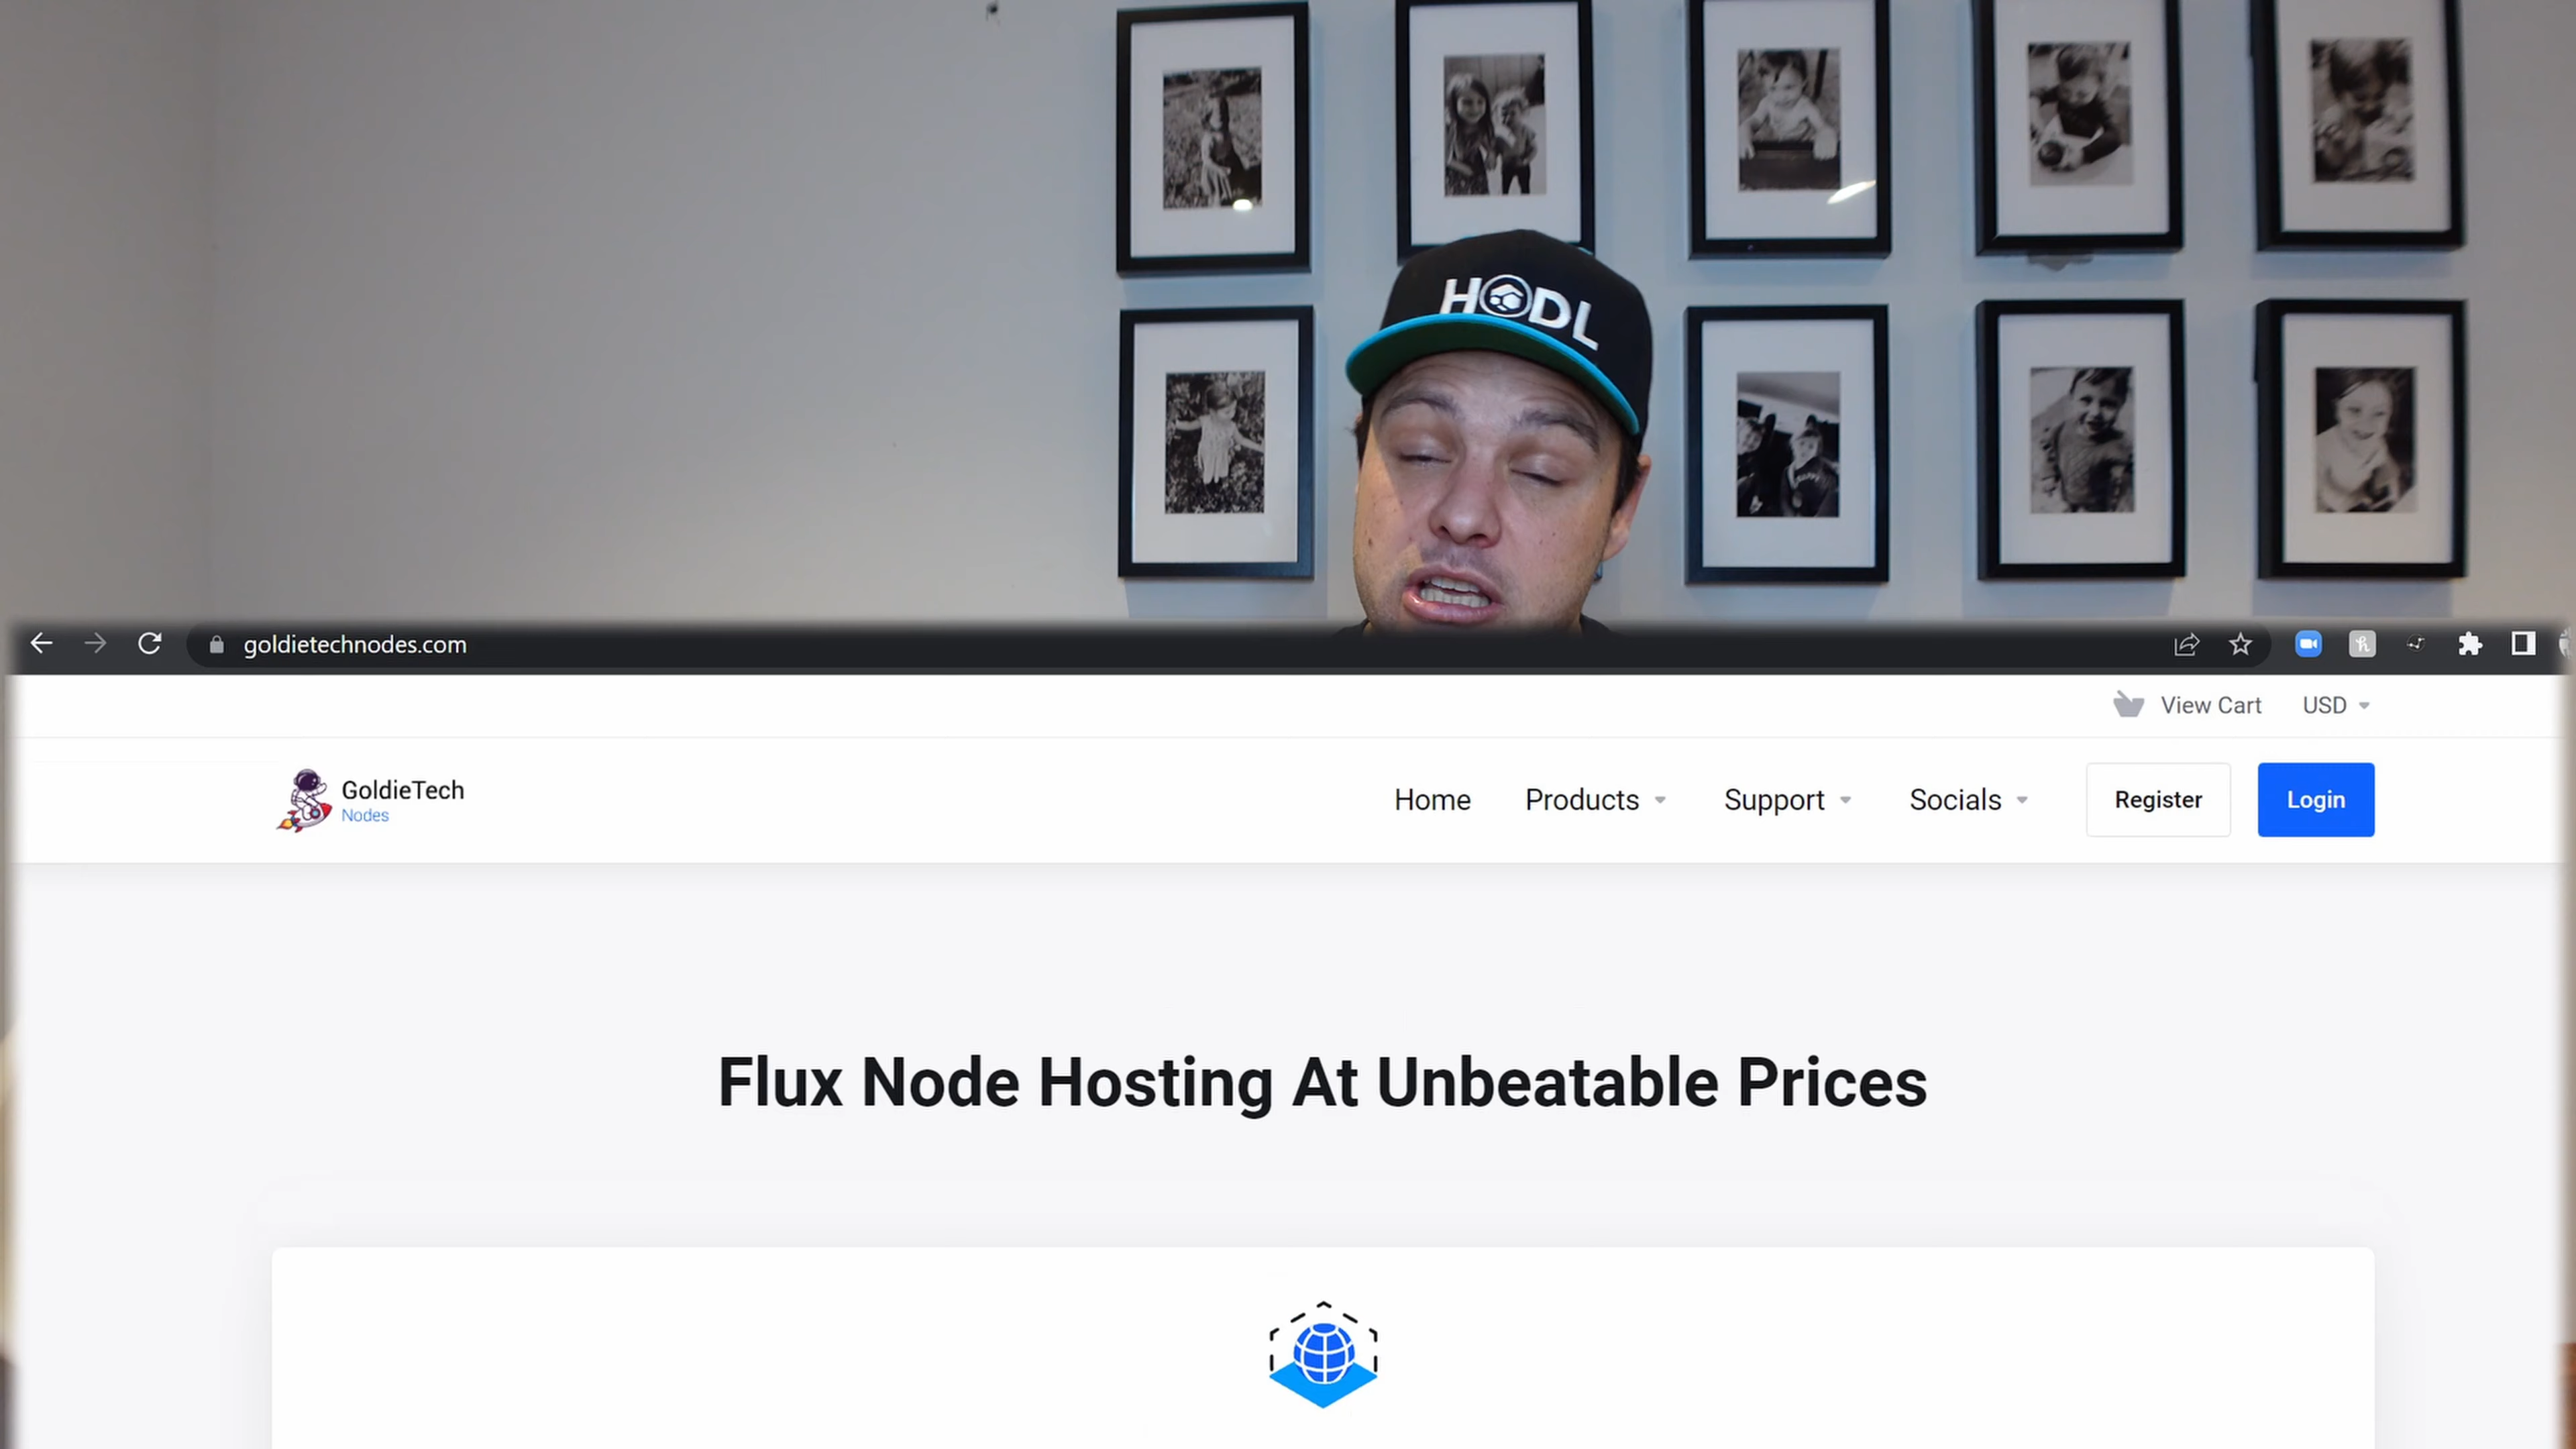 HODL
goldietechnodes.com
View Cart
USD
GoldieTech
Nodes
Home
Products
Support
Socials
Register
Login
Flux Node Hosting At Unbeatable Prices